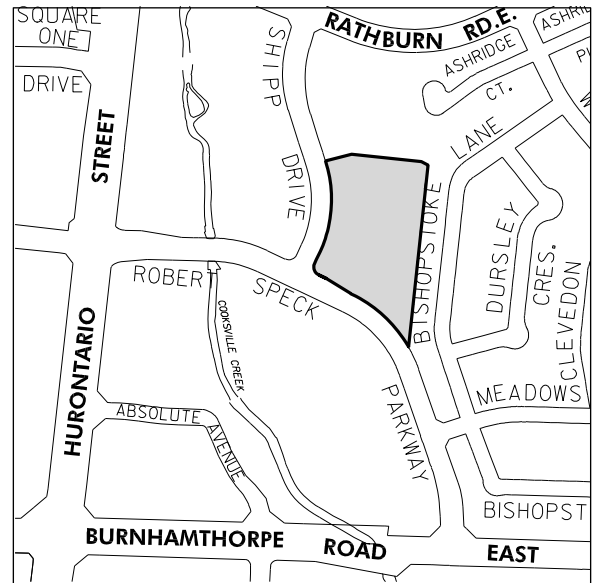 SQUARE
ONE
DRIVE
STREET
SHIPP
DRIVE
RATHBURN RD.E.
ASHRIDGE
CT.
LANE
BISHOPSTOKE
DURSLEY
CRES.
CLEVEDON
ROBERT
SPECK
PARKWAY
COOKSVILLE CREEK
HURONTARIO
ABSOLUTE
AVENUE
MEADOWS
BISHOPST
BURNHAMTHORPE ROAD EAST